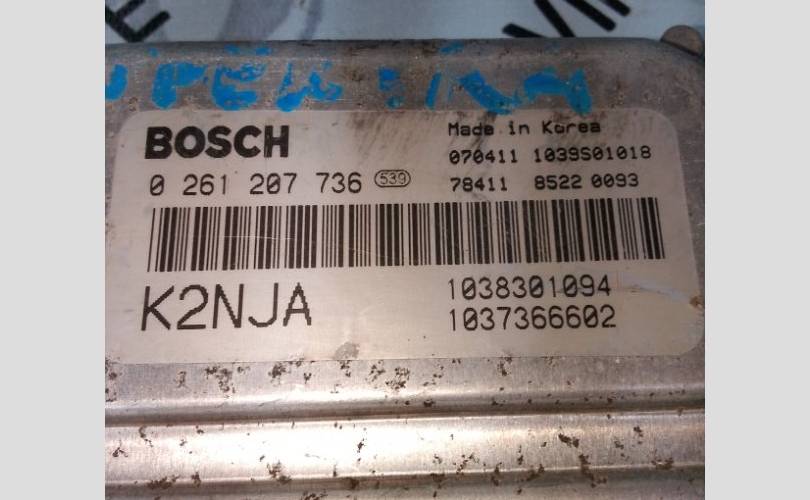 BOSCH
Made in Korea
070411 1039S01018
0 261 207 736 539
78411 8522 0093
K2NJA
1038301094
1037366602